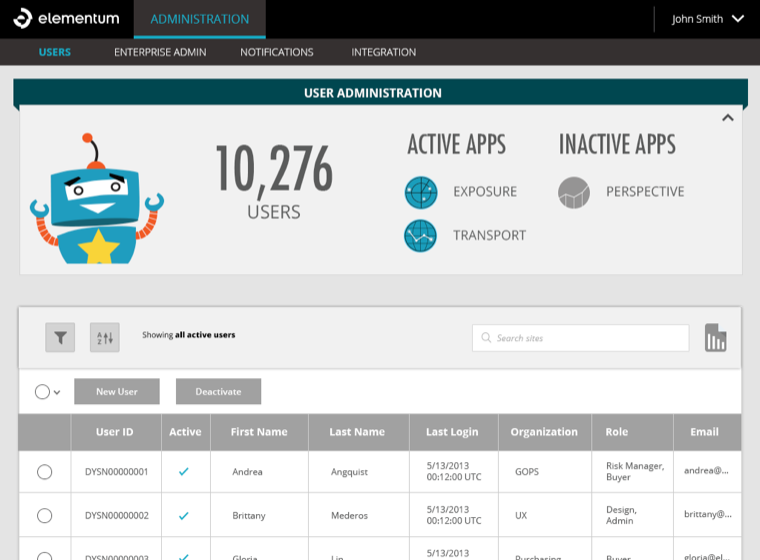 elementum
ADMINISTRATION
John Smith
USERS
ENTERPRISE ADMIN
NOTIFICATIONS
INTEGRATION
USER ADMINISTRATION
10,276
USERS
ACTIVE APPS
EXPOSURE
TRANSPORT
INACTIVE APPS
PERSPECTIVE
A
Z
Showing all active users
Search sites
New User
Deactivate
User ID Active First Name Last Name Last Login Organization Role Email
DYSN00000001 Andrea Angquist 5/13/2013 00:12:00 UTC GOPS Risk Manager, Buyer andrea@...
DYSN00000002 Brittany Mederos 5/13/2013 00:12:00 UTC UX Design, Admin brittany@...
DYSN00000003 Gloria Lin 5/13/2013 Purchasing Buyer gloria@el...